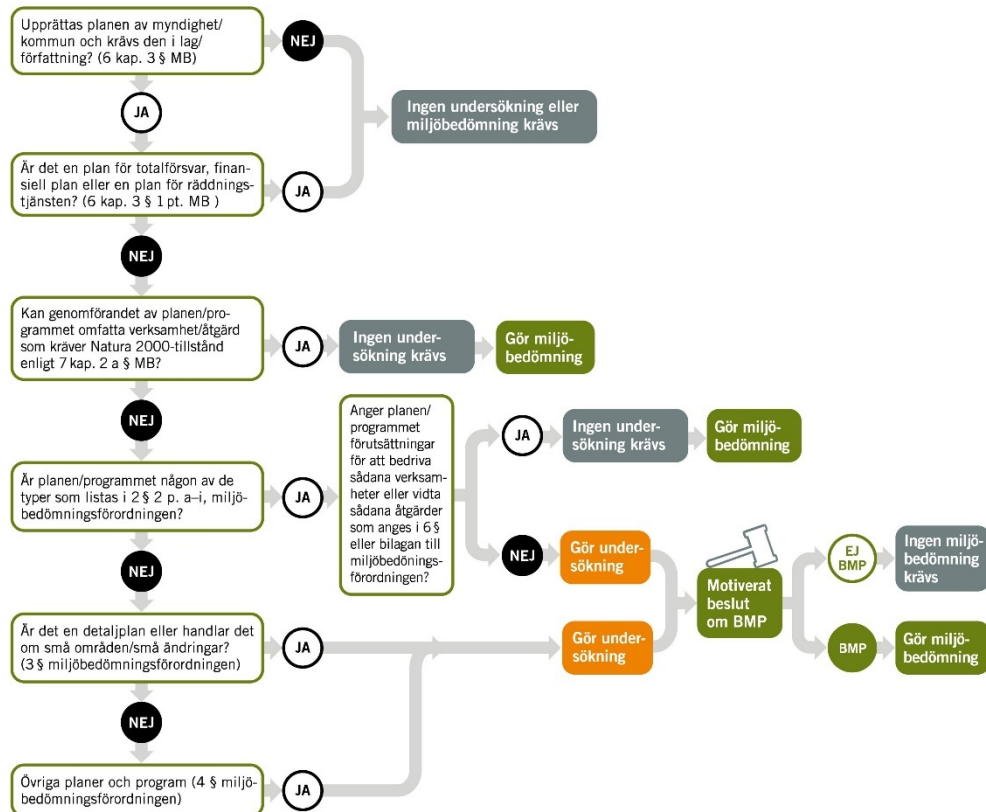 Upprättas planen av myndighet/
kommun och krävs den i lag/
författning? (6 kap. 3 § MB)
NEJ
JA
Ingen undersökning eller
miljöbedömning krävs
Är det en plan för totalförsvar, finan-
siell plan eller en plan för räddnings-
tjänsten? (6 kap. 3 § 1 pt. MB )
JA
NEJ
Kan genomförandet av planen/pro-
grammet omfatta verksamhet/åtgärd
som kräver Natura 2000-tillstånd
enligt 7 kap. 2 a § MB?
JA
Ingen under-
sökning krävs
Gör miljö-
bedömning
NEJ
Är planen/programmet någon av de
typer som listas i 2 § 2 p. a–i, miljö-
bedömningsförordningen?
JA
Anger planen/
programmet
förutsättningar
för att bedriva
sådana verksam-
heter eller vidta
sådana åtgärder
som anges i 6 §
eller bilagan till
miljöbedönings-
förordningen?
JA
Ingen under-
sökning krävs
Gör miljö-
bedömning
NEJ
Gör under-
sökning
Motiverat
beslut
om BMP
EJ
BMP
Ingen miljö-
bedömning
krävs
BMP
Gör miljö-
bedömning
NEJ
Är det en detaljplan eller handlar det
om små områden/små ändringar?
(3 § miljöbedömningsförordningen)
JA
Gör under-
sökning
NEJ
Övriga planer och program (4 § miljö-
bedömningsförordningen)
JA